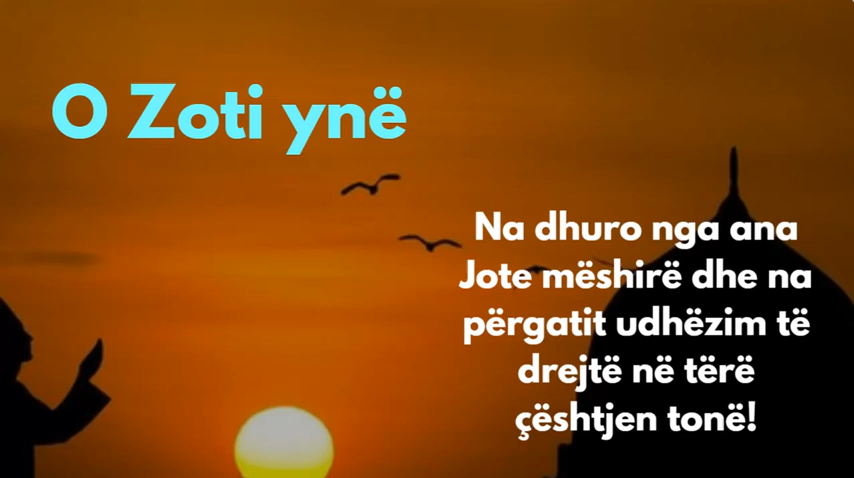 O Zoti ynë
Na dhuro nga ana
Jote mëshirë dhe na
përgatit udhëzim të
drejtë në tërë
çështjen tonë!